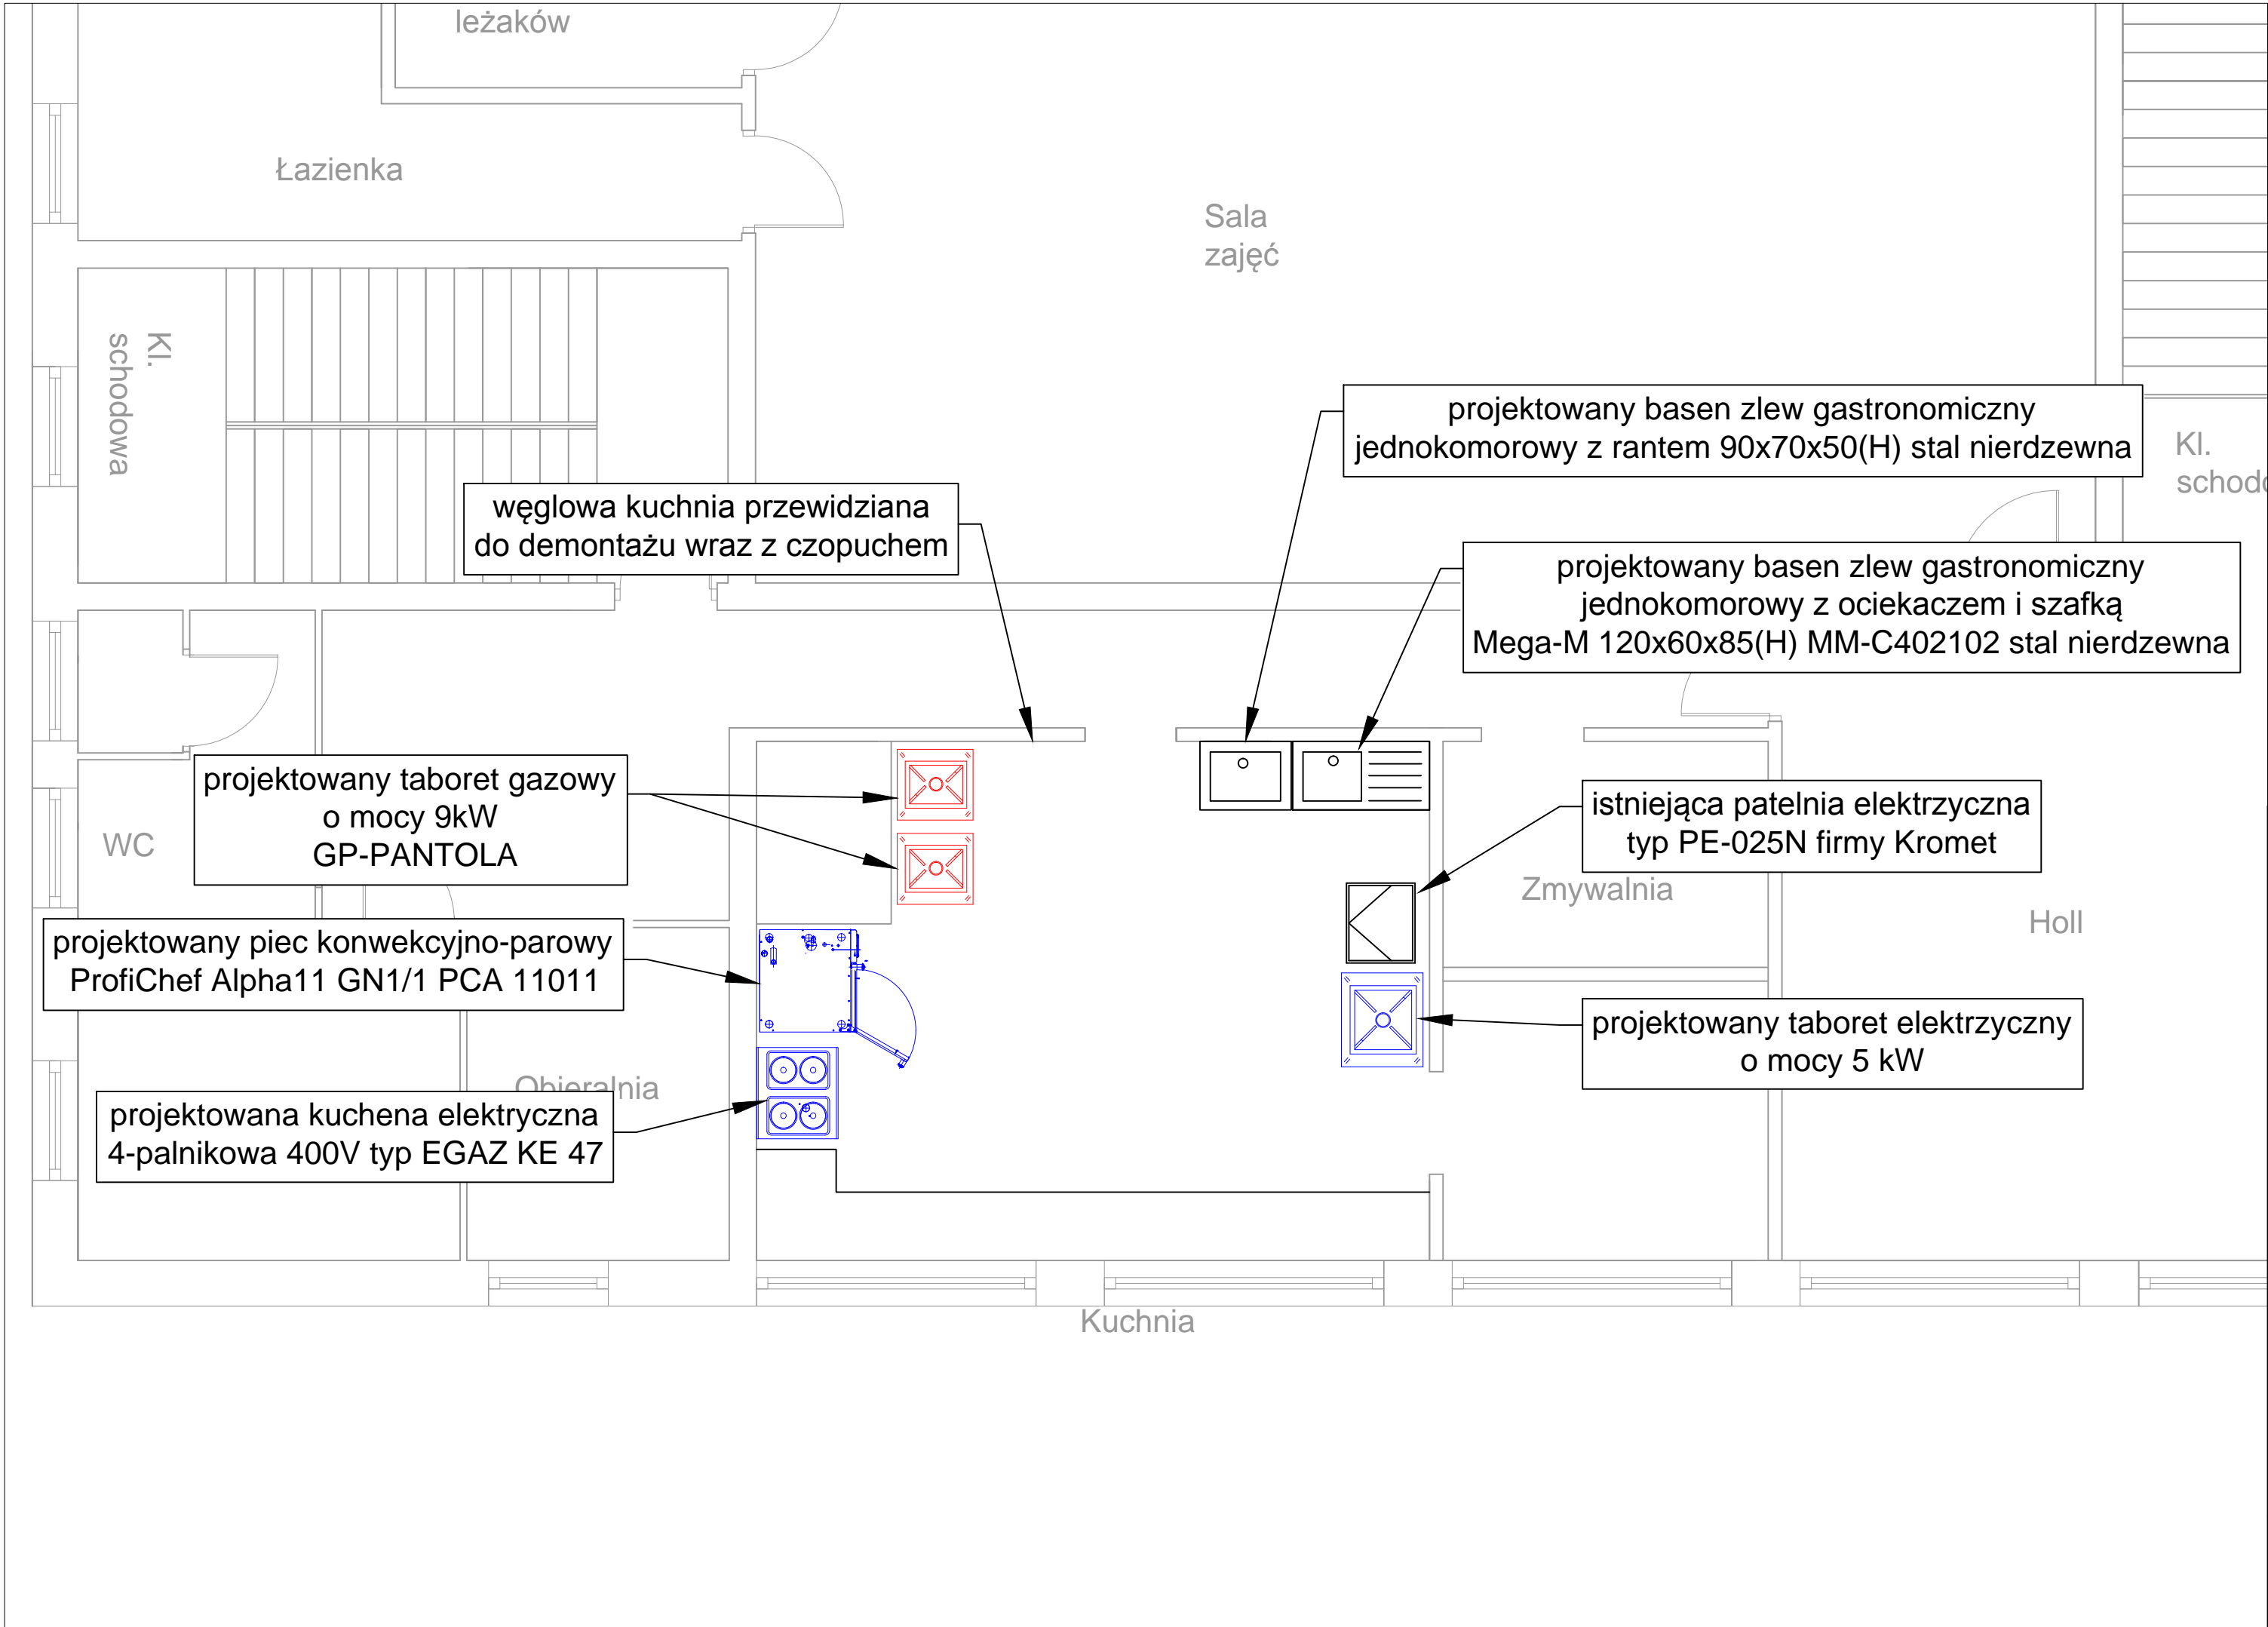 leżaków
Łazienka
Sala
zajęć
Kl.
schodowa
projektowany basen zlew gastronomiczny
jednokomorowy z rantem 90x70x50(H) stal nierdzewna
Kl.
schodo
węglowa kuchnia przewidziana
do demontażu wraz z czopuchem
projektowany basen zlew gastronomiczny
jednokomorowy z ociekaczem i szafką
Mega-M 120x60x85(H) MM-C402102 stal nierdzewna
projektowany taboret gazowy
o mocy 9kW
GP-PANTOLA
WC
istniejąca patelnia elektrzyczna
typ PE-025N firmy Kromet
Zmywalnia
Holl
projektowany piec konwekcyjno-parowy
ProfiChef Alpha11 GN1/1 PCA 11011
projektowany taboret elektrzyczny
o mocy 5 kW
Obieralnia
projektowana kuchena elektryczna
4-palnikowa 400V typ EGAZ KE 47
Kuchnia